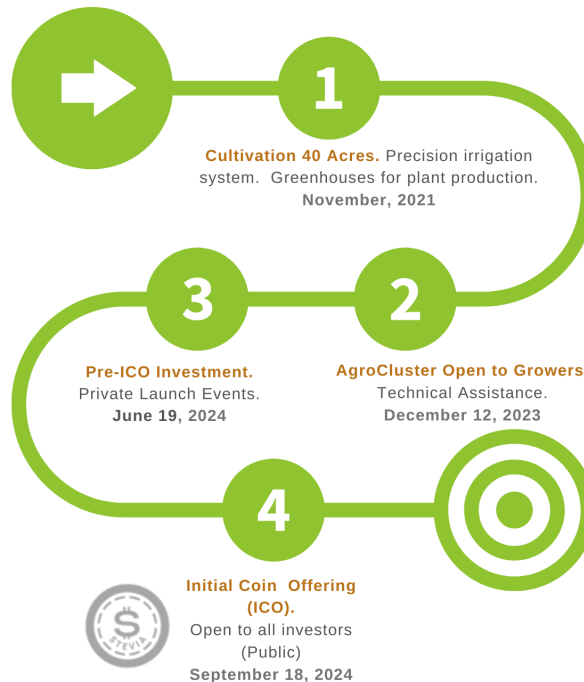 1
Cultivation 40 Acres. Precision irrigation
system. Greenhouses for plant production.
November, 2021
3
2
Pre-ICO Investment.
Private Launch Events.
June 19, 2024
AgroCluster Open to Growers
Technical Assistance.
December 12, 2023
4
Initial Coin Offering
(ICO).
Open to all investors
(Public)
September 18, 2024
S
STEVIA